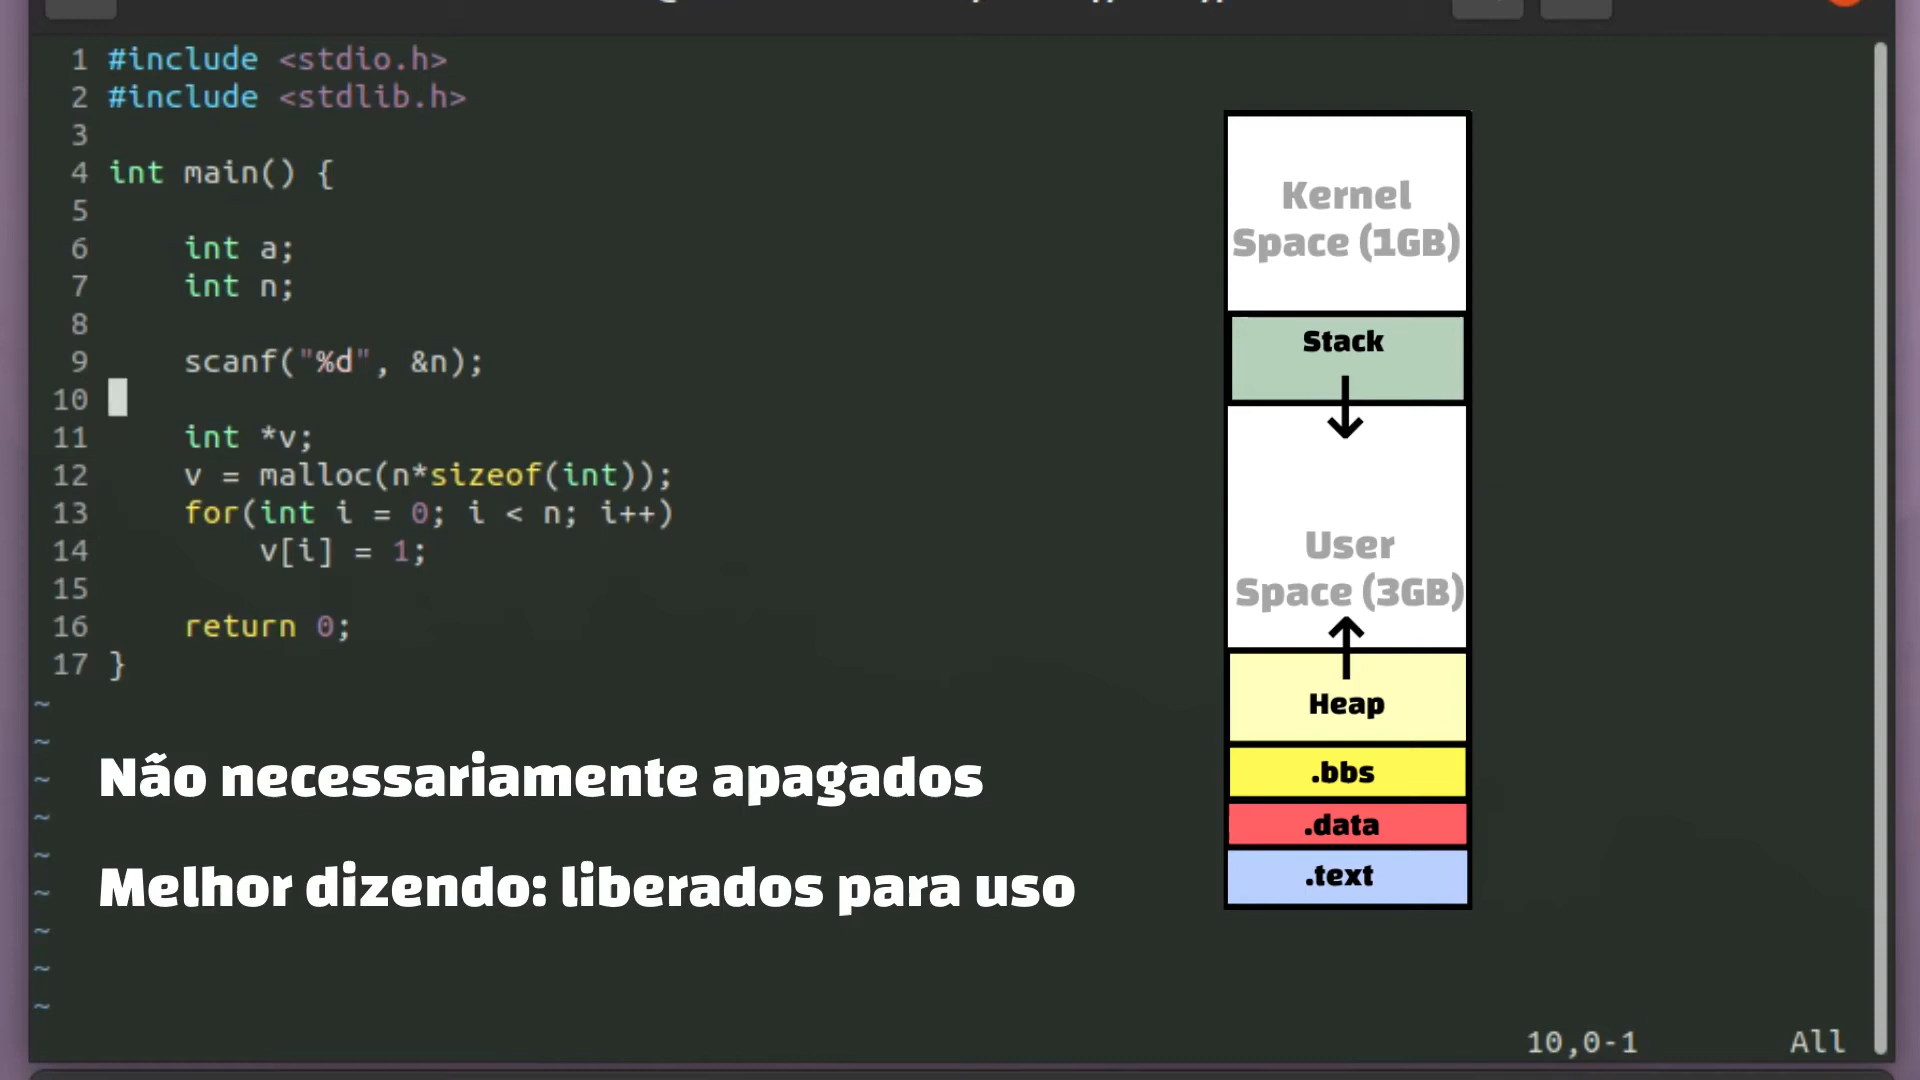 1 #include <stdio.h>
2 #include <stdlib.h>
3
4 int main() {
5
6 int a;
7 int n;
8
9 scanf("%d", &n);
10
11 int *v;
12 v = malloc(n*sizeof(int));
13 for(int i = 0; i < n; i++)
14 v[i] = 1;
15
16 return 0;
17 }
~
~
~
~
~
~
~
~
~
Não necessariamente apagados
Melhor dizendo: liberados para uso
10,0-1 All
Kernel
Space (1GB)
Stack
User
Space (3GB)
Heap
.bbs
.data
.text